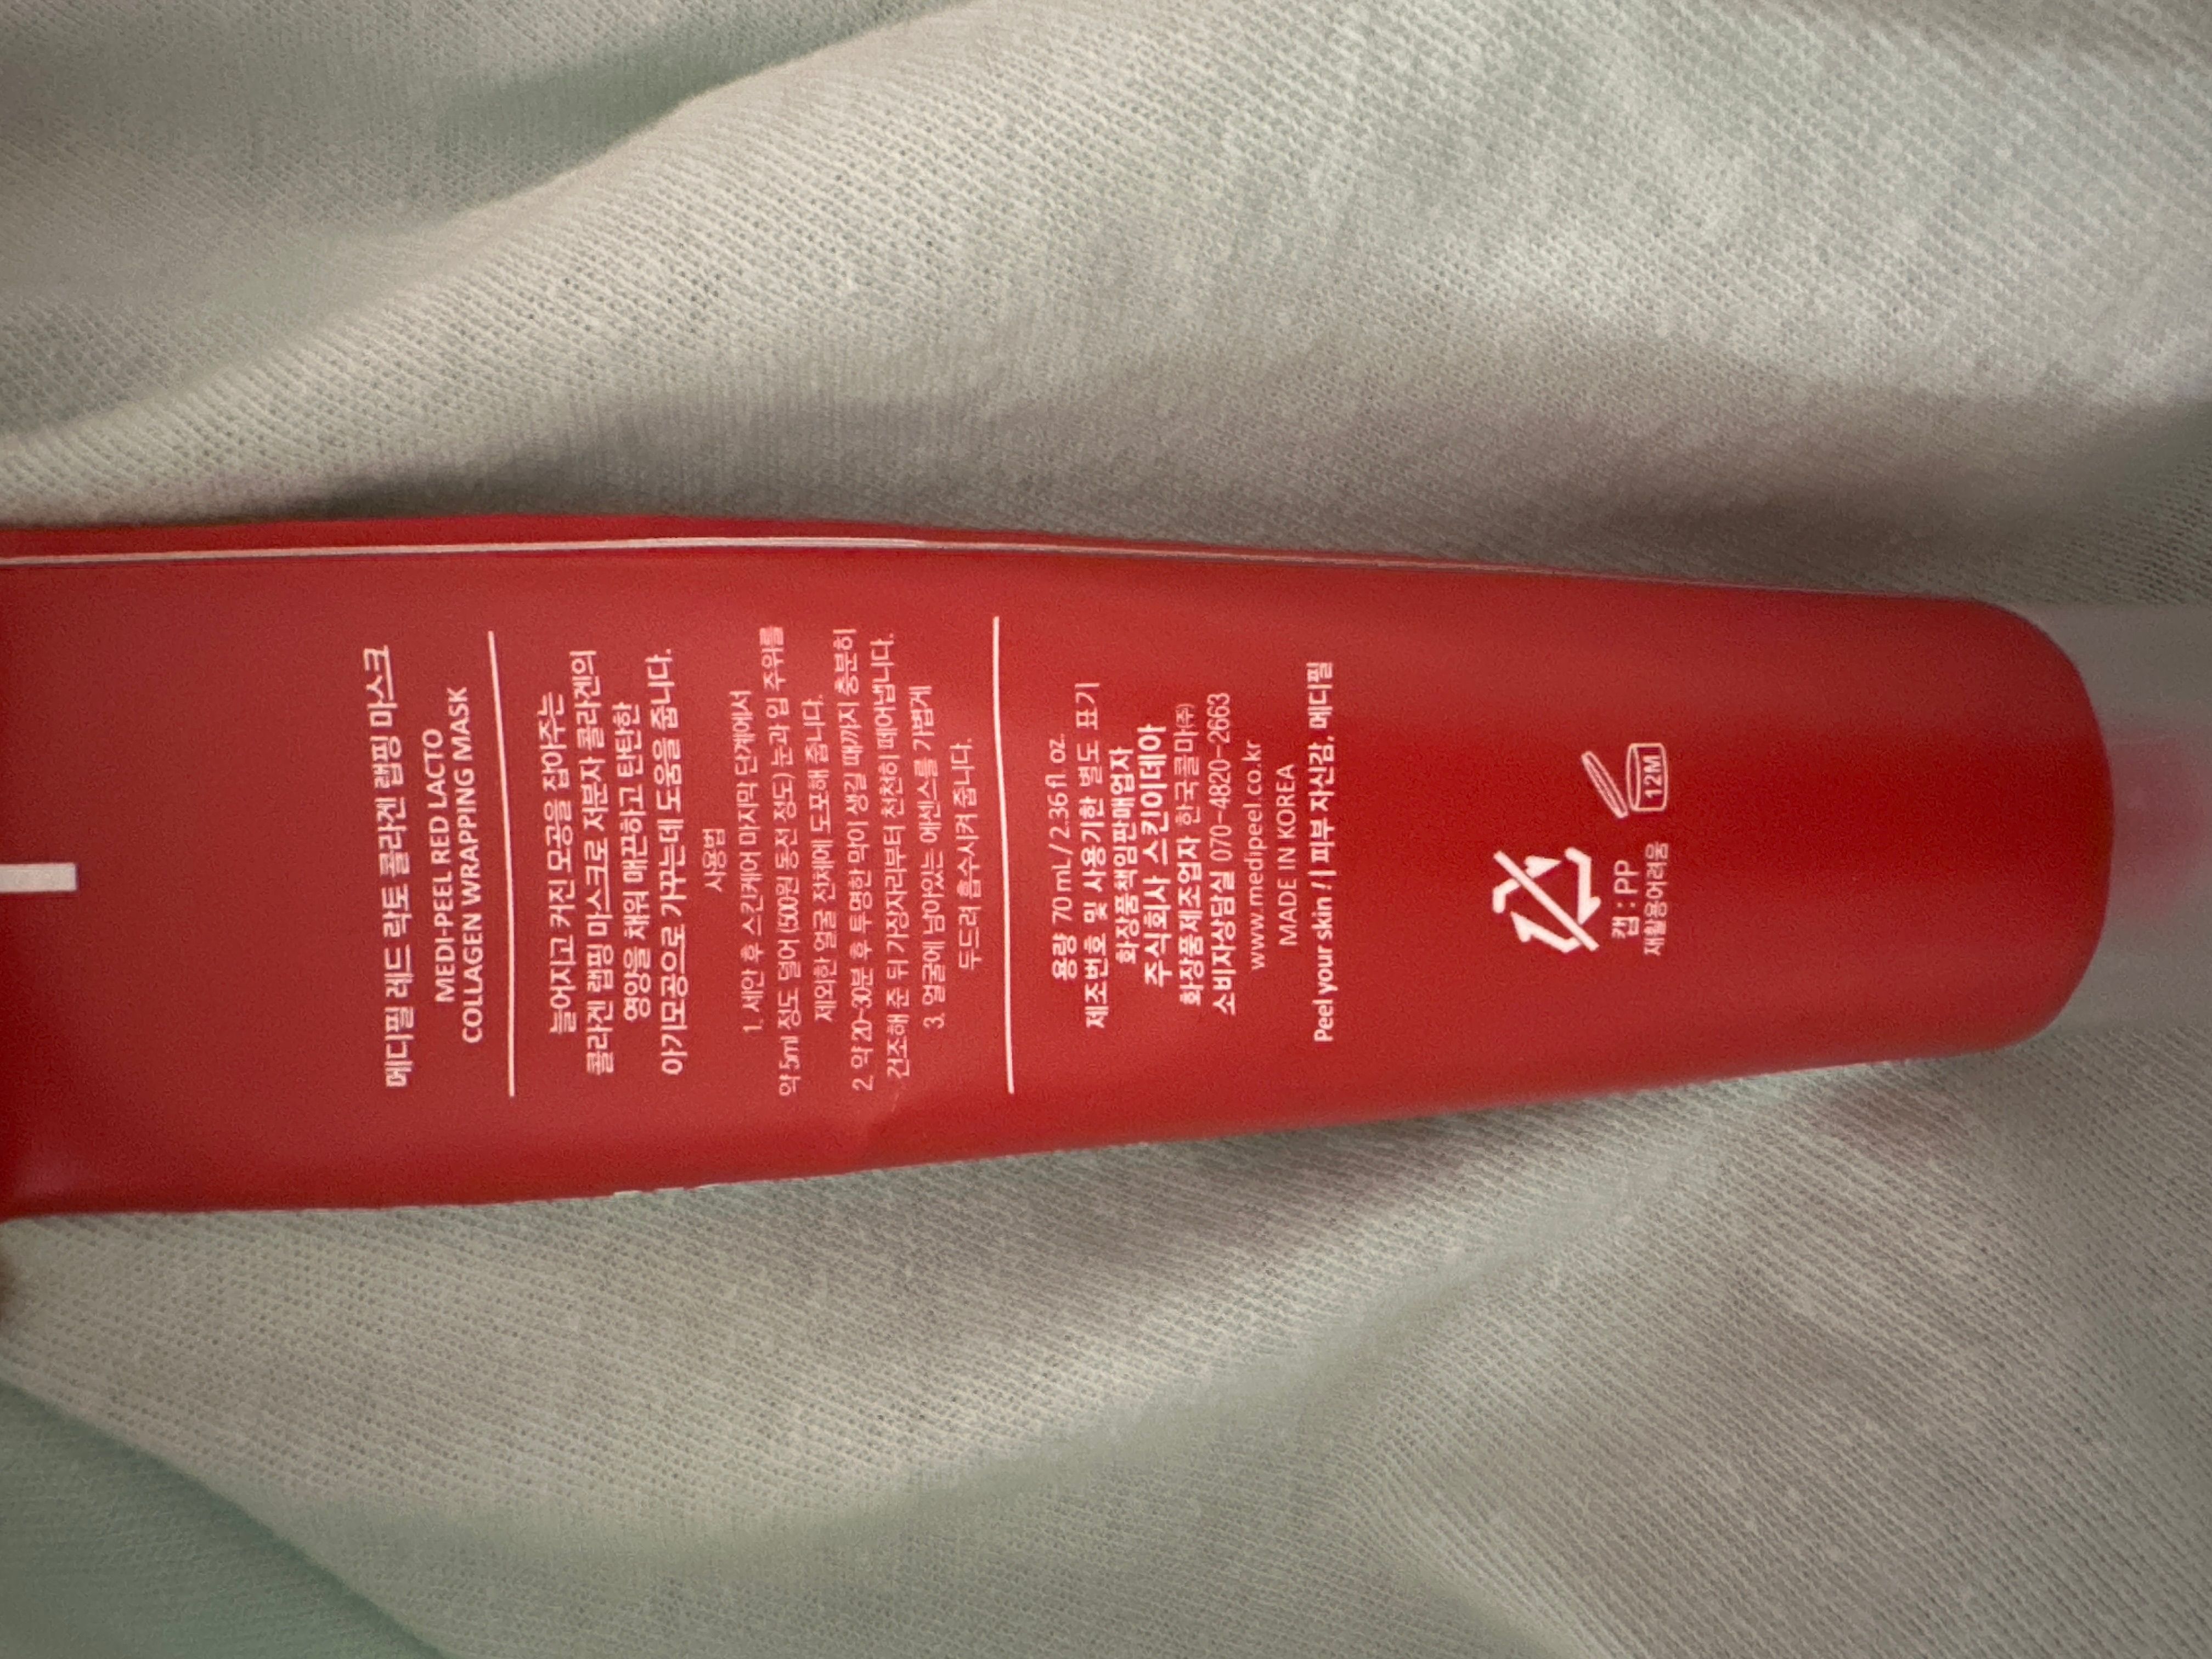 메디필 레드 락토 콜라겐 랩핑 마스크
MEDI-PEEL RED LACTO
COLLAGEN WRAPPING MASK
늘어지고 커진 모공을 잡아주는
콜라겐 랩핑 마스크로 저분자 콜라겐의
영양을 채워 매끈하고 탄탄한
아기모공으로 가꾸는데 도움을 줍니다.
사용법
1. 세안 후 스킨케어 마지막 단계에서
약 5ml 정도 덜어 (500원 동전 정도) 눈과 입 주위를
제외한 얼굴 전체에 도포해 줍니다.
2. 약 20~30분 후 투명한 막이 생길 때까지 충분히
건조해 준 뒤 가장자리부터 천천히 떼어냅니다.
3. 얼굴에 남아있는 에센스를 가볍게
두드려 흡수시켜 줍니다.
용량 70 mL / 2.36 fl. oz.
제조번호 및 사용기한 별도 표기
화장품책임판매업자
주식회사 스킨이데아
화장품제조업자 한국콜마(주)
소비자상담실 070-4820-2663
www.medipeel.co.kr
MADE IN KOREA
Peel your skin ! | 피부 자신감, 메디필
캡 : PP
재활용어려움
12M